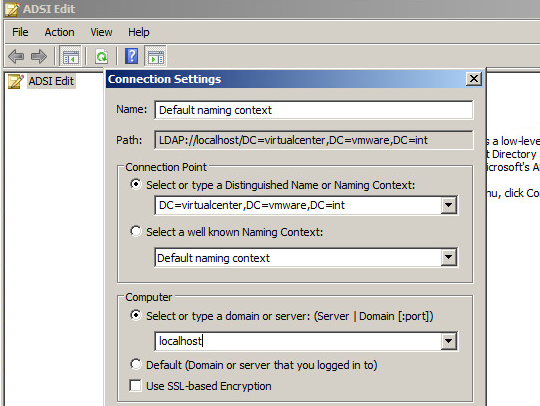 ADSI Edit
File Action View Help
ADSI Edit
Connection Settings
Name: Default naming context
Path: LDAP://localhost/DC=virtualcenter,DC=vmware,DC=int
Connection Point
Select or type a Distinguished Name or Naming Context:
DC=virtualcenter,DC=vmware,DC=int
Select a well known Naming Context:
Default naming context
Computer
Select or type a domain or server: (Server | Domain [:port])
localhost
Default (Domain or server that you logged in to)
Use SSL-based Encryption
s a low-leve
t Directory
icrosoft's A
nu, click Co